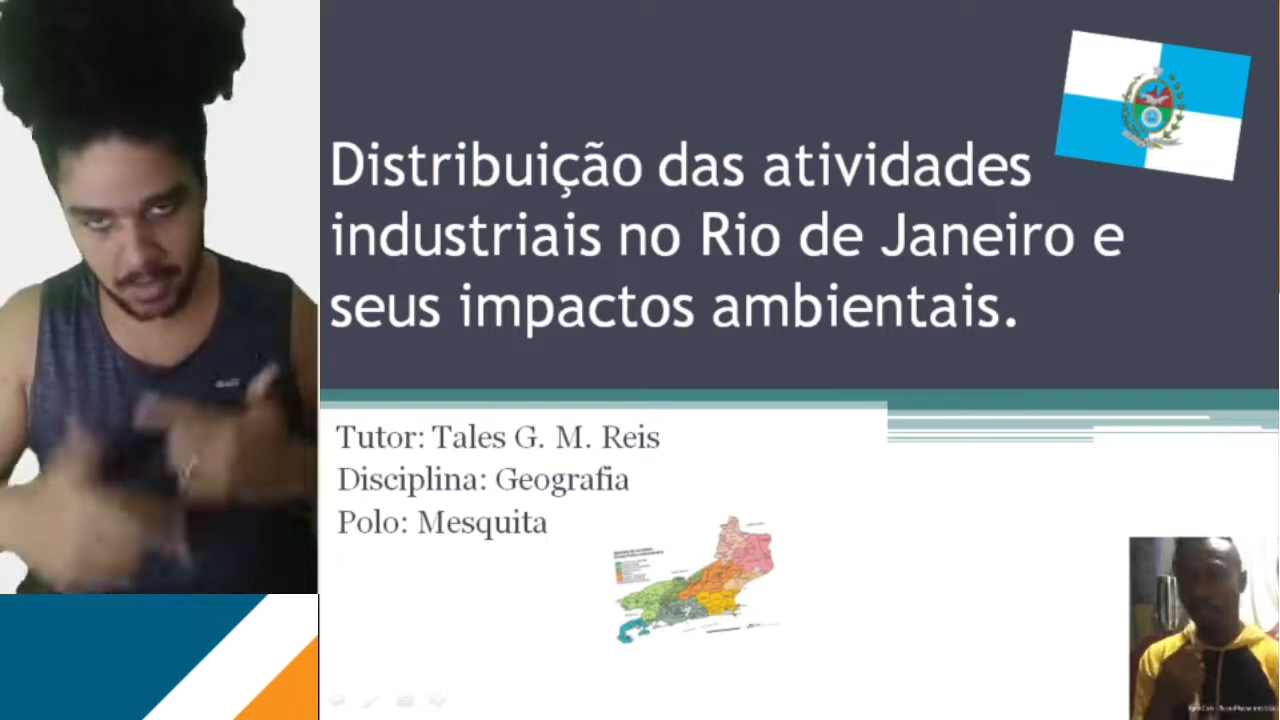 Distribuição das atividades
industriais no Rio de Janeiro e
seus impactos ambientais.
Tutor: Tales G. M. Reis
Disciplina: Geografia
Polo: Mesquita